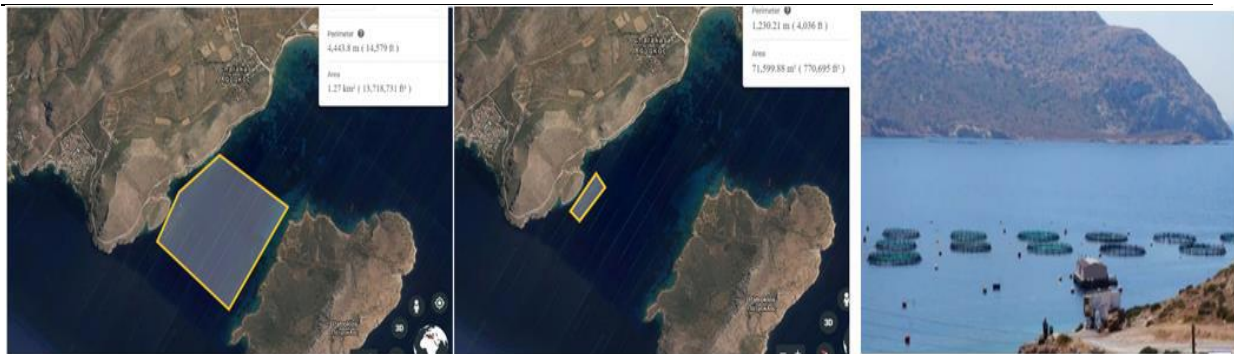 Perimeter
4,443.8 m ( 14,579 ft )
Area
1.27 km² ( 13,718,731 ft² )
3D
Perimeter
1,230.21 m ( 4,036 ft )
Area
71,599.88 m² ( 770,695 ft² )
3D